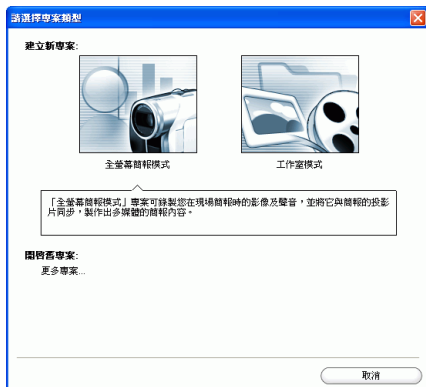 請選擇專案類型
建立新專案:
全螢幕簡報模式
工作室模式
「全螢幕簡報模式」專案可錄製您在現場簡報時的影像及聲音，並將它與簡報的投影
片同步，製作出多媒體的簡報內容。
開啟舊專案:
更多專案...
取消